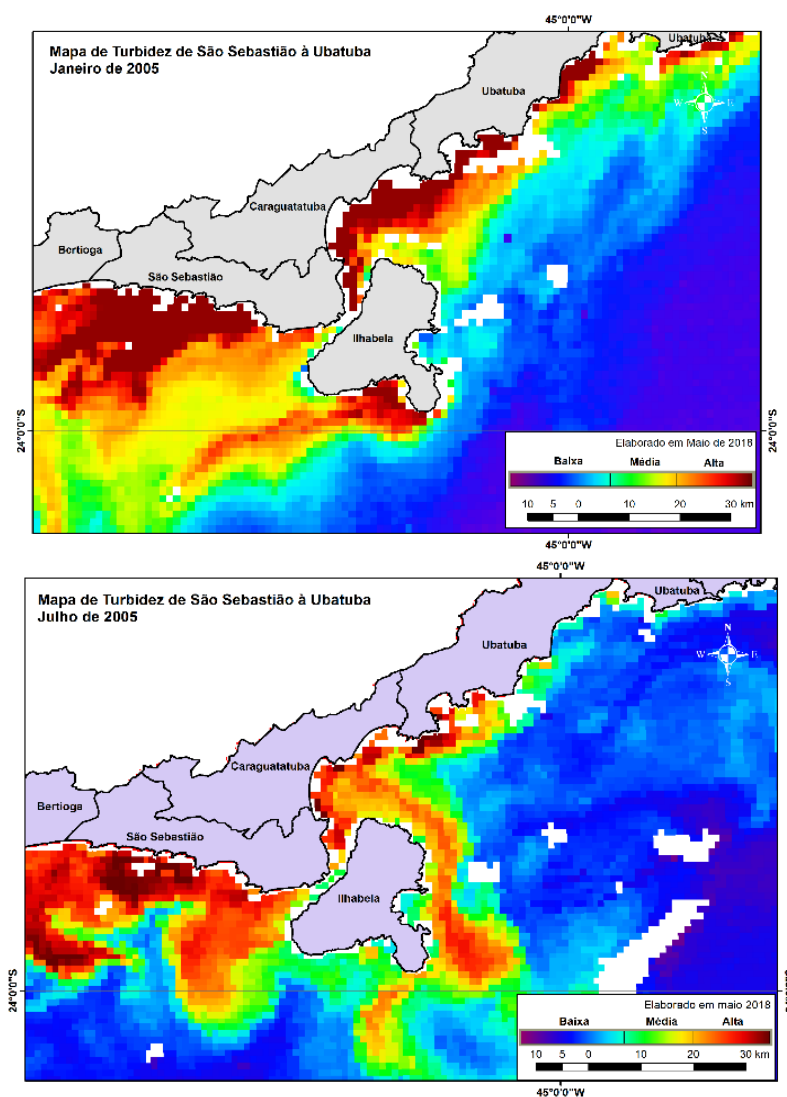 45°0'0"W
Mapa de Turbidez de São Sebastião à Ubatuba
Janeiro de 2005
Ubatuba
N
W E
S
Ubatuba
Caraguatatuba
Bertioga
São Sebastião
Ilhabela
24°0'0"S
24°0'0"S
Elaborado em Maio de 2018
Baixa Média Alta
10 5 0 10 20 30 km
45°0'0"W
45°0'0"W
Mapa de Turbidez de São Sebastião à Ubatuba
Julho de 2005
Ubatuba
N
W E
S
Ubatuba
Caraguatatuba
Bertioga
São Sebastião
Ilhabela
24°0'0"S
Elaborado em maio 2018
Baixa Média Alta
10 5 0 10 20 30 km
45°0'0"W